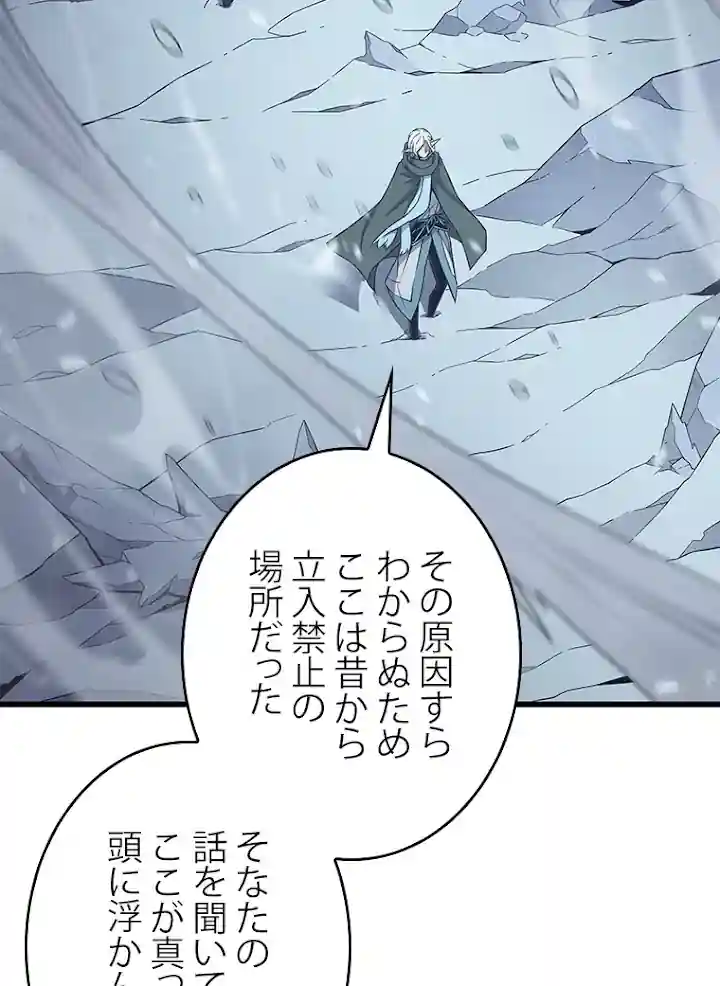 その原因すら
わからぬため
ここは昔から
立入禁止の
場所だった
そなたの
話を聞いて
ここが真っ
頭に浮かん